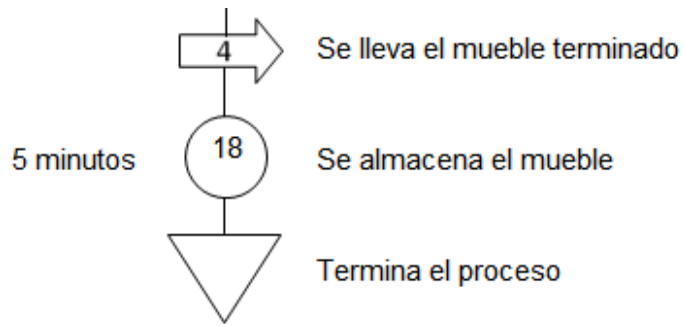 4 Se lleva el mueble terminado
5 minutos 18 Se almacena el mueble
Termina el proceso